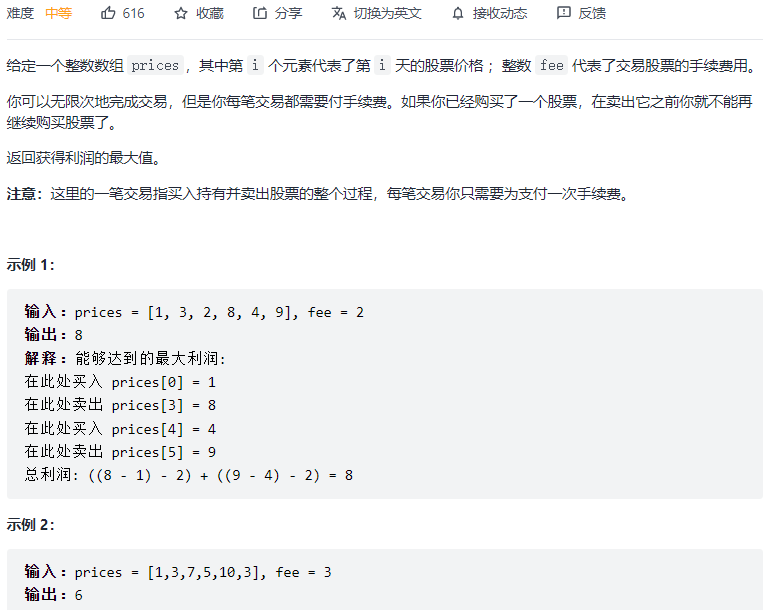 难度 中等 616 收藏 分享 切换为英文 接收动态 反馈
给定一个整数数组 prices，其中第 i 个元素代表了第 i 天的股票价格 ；整数 fee 代表了交易股票的手续费用。
你可以无限次地完成交易，但是你每笔交易都需要付手续费。如果你已经购买了一个股票，在卖出它之前你就不能再
继续购买股票了。
返回获得利润的最大值。
注意：这里的一笔交易指买入持有并卖出股票的整个过程，每笔交易你只需要为支付一次手续费。
示例 1：
输入：prices = [1, 3, 2, 8, 4, 9], fee = 2
输出：8
解释：能够达到的最大利润:
在此处买入 prices[0] = 1
在此处卖出 prices[3] = 8
在此处买入 prices[4] = 4
在此处卖出 prices[5] = 9
总利润: ((8 - 1) - 2) + ((9 - 4) - 2) = 8
示例 2：
输入：prices = [1,3,7,5,10,3], fee = 3
输出：6